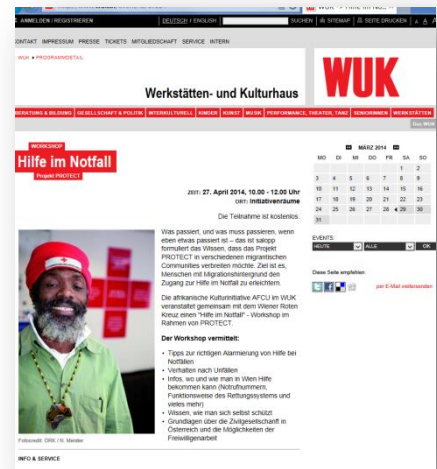 ANMELDEN / REGISTRIEREN
DEUTSCH / ENGLISH
SUCHEN
SITEMAP
SEITE DRUCKEN
A A A
KONTAKT IMPRESSUM PRESSE TICKETS MITGLIEDSCHAFT SERVICE INTERN
WUK PROGRAMMDETAIL
Werkstätten- und Kulturhaus
WUK
BERATUNG & BILDUNG GESELLSCHAFT & POLITIK INTERKULTURELL KINDER KUNST MUSIK PERFORMANCE, THEATER, TANZ SENIORINNEN WERKSTÄTTEN
Das WUK
WORKSHOP
Hilfe im Notfall
Projekt PROTECT
ZEIT: 27. April 2014, 10.00 - 12.00 Uhr
ORT: Initiativenräume
Die Teilnahme ist kostenlos.
Was passiert, und was muss passieren, wenn
eben etwas passiert ist – das ist salopp
formuliert das Wissen, dass das Projekt
PROTECT in verschiedenen migrantischen
Communities verbreiten möchte. Ziel ist es,
Menschen mit Migrationshintergrund den
Zugang zur Hilfe im Notfall zu erleichtern.
Die afrikanische Kulturinitiative AFCU im WUK
veranstaltet gemeinsam mit dem Wiener Roten
Kreuz einen "Hilfe im Notfall" - Workshop im
Rahmen von PROTECT.
Der Workshop vermittelt:
• Tipps zur richtigen Alarmierung von Hilfe bei
Notfällen
• Verhalten nach Unfällen
• Infos, wo und wie man in Wien Hilfe
bekommen kann (Notrufnummern,
Funktionsweise des Rettungssystems und
vieles mehr)
• Wissen, wie man sich selbst schützt
• Grundlagen über die Zivilgesellschaft in
Österreich und die Möglichkeiten der
Freiwilligenarbeit
Fotocredit: ÖRK / N. Mender
INFO & SERVICE
MÄRZ 2014
MO DI MI DO FR SA SO
1 2
3 4 5 6 7 8 9
10 11 12 13 14 15 16
17 18 19 20 21 22 23
24 25 26 27 28 29 30
31
EVENTS
HEUTE ALLE OK
Diese Seite empfehlen:
per E-Mail weitersenden